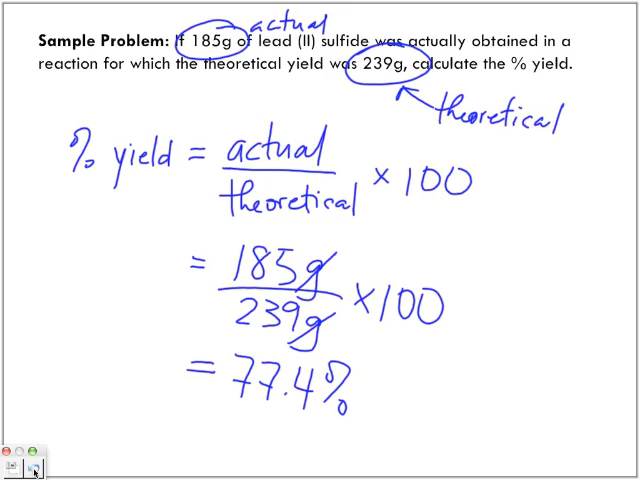 actual
Sample Problem: If 185g of lead (II) sulfide was actually obtained in a
reaction for which the theoretical yield was 239g, calculate the % yield.
theoretical
% yield = actual / theoretical × 100
= 185g / 239g × 100
= 77.4%